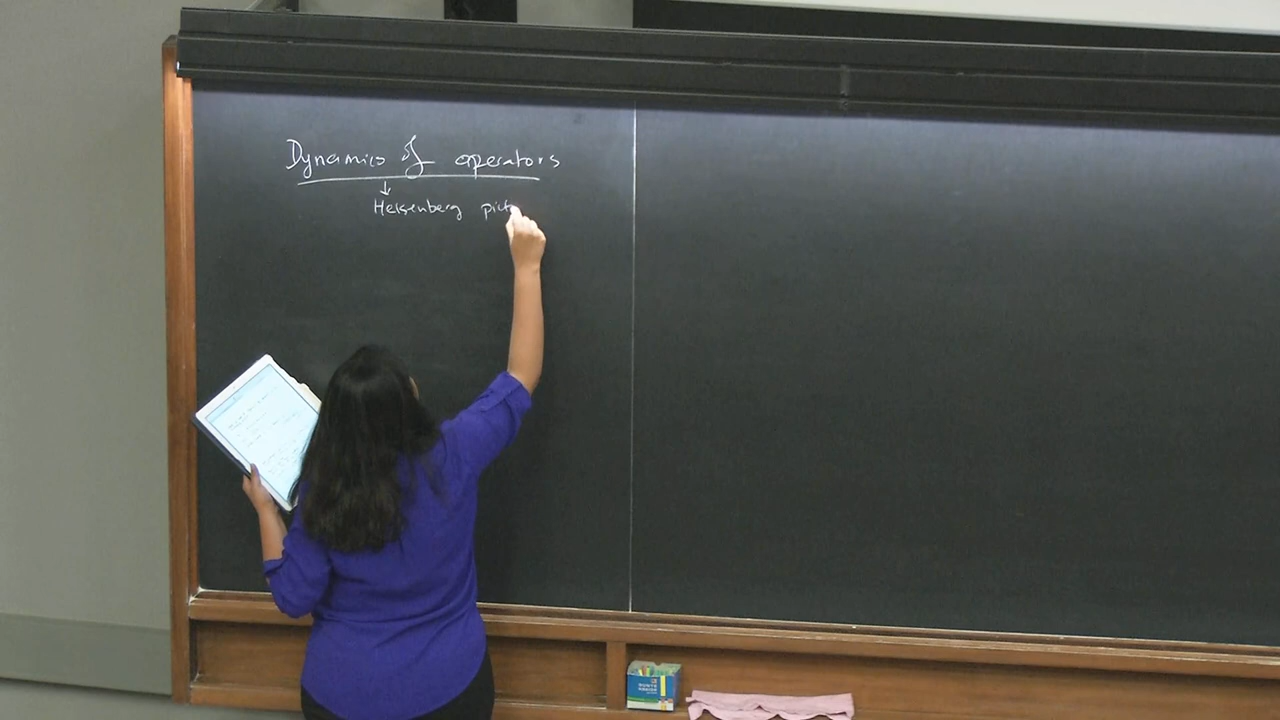 Dynamics of operators
↓
Heisenberg pict